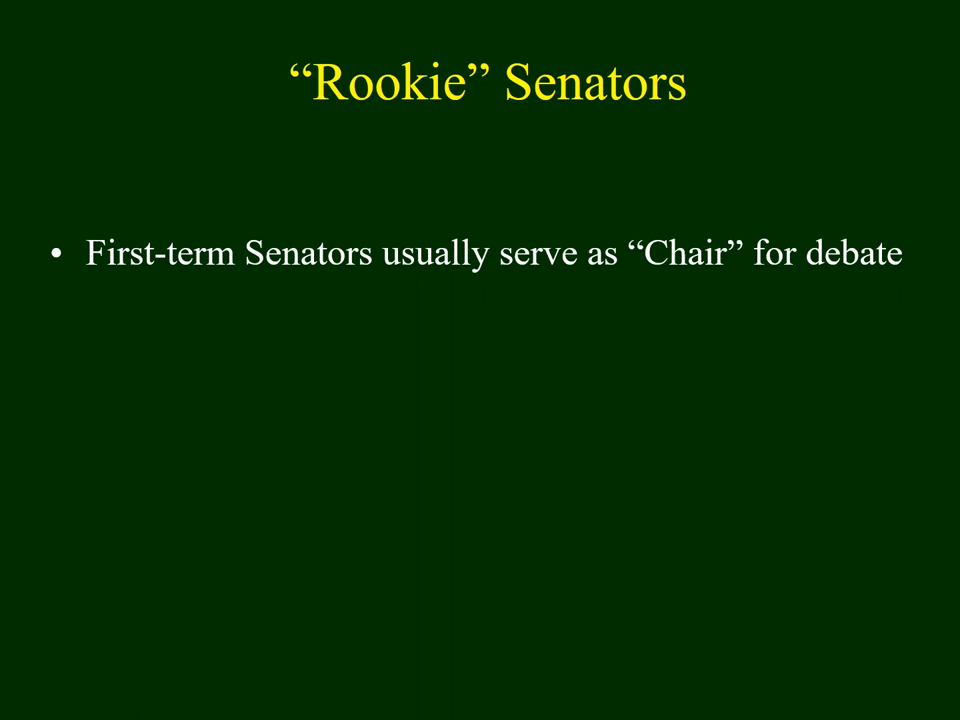 “Rookie” Senators
• First-term Senators usually serve as “Chair” for debate